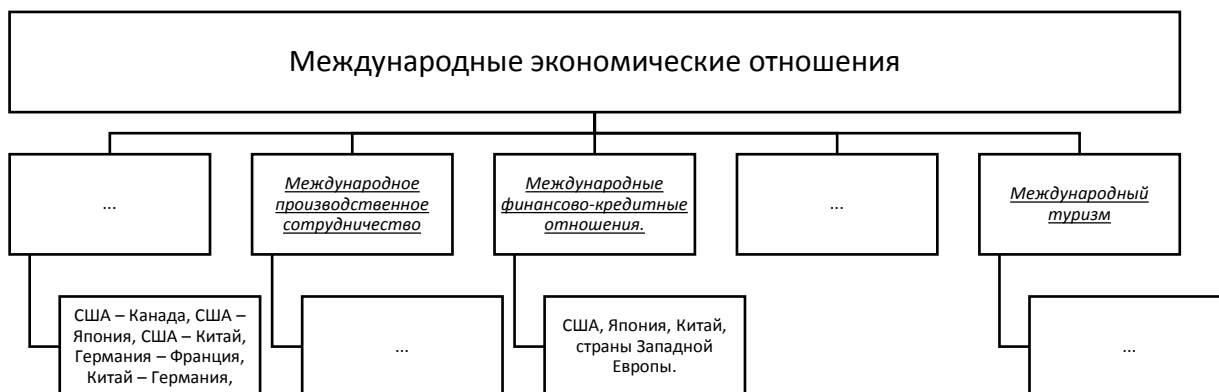 Международные экономические отношения
...
Международное
производственное
сотрудничество
Международные
финансово-кредитные
отношения.
...
Международный
туризм
США – Канада, США –
Япония, США – Китай,
Германия – Франция,
Китай – Германия,
...
США, Япония, Китай,
страны Западной
Европы.
...